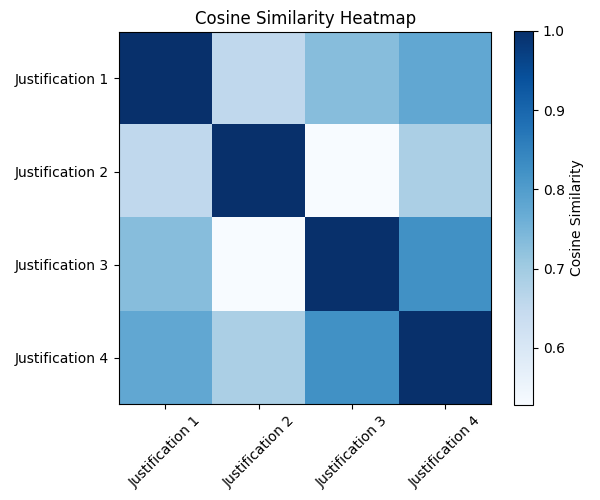 Cosine Similarity Heatmap
Justification 1
Justification 2
Justification 3
Justification 4
Justification 1
Justification 2
Justification 3
Justification 4
1.0
0.9
0.8
0.7
0.6
Cosine Similarity